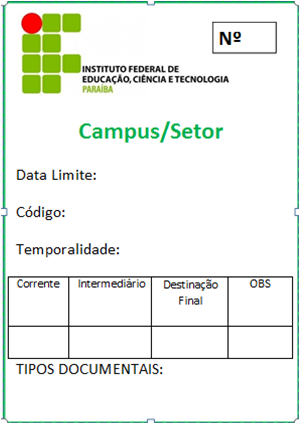 Nº
INSTITUTO FEDERAL DE
EDUCAÇÃO, CIÊNCIA E TECNOLOGIA
PARAÍBA
Campus/Setor
Data Limite:
Código:
Temporalidade:
Corrente Intermediário Destinação Final OBS
TIPOS DOCUMENTAIS: